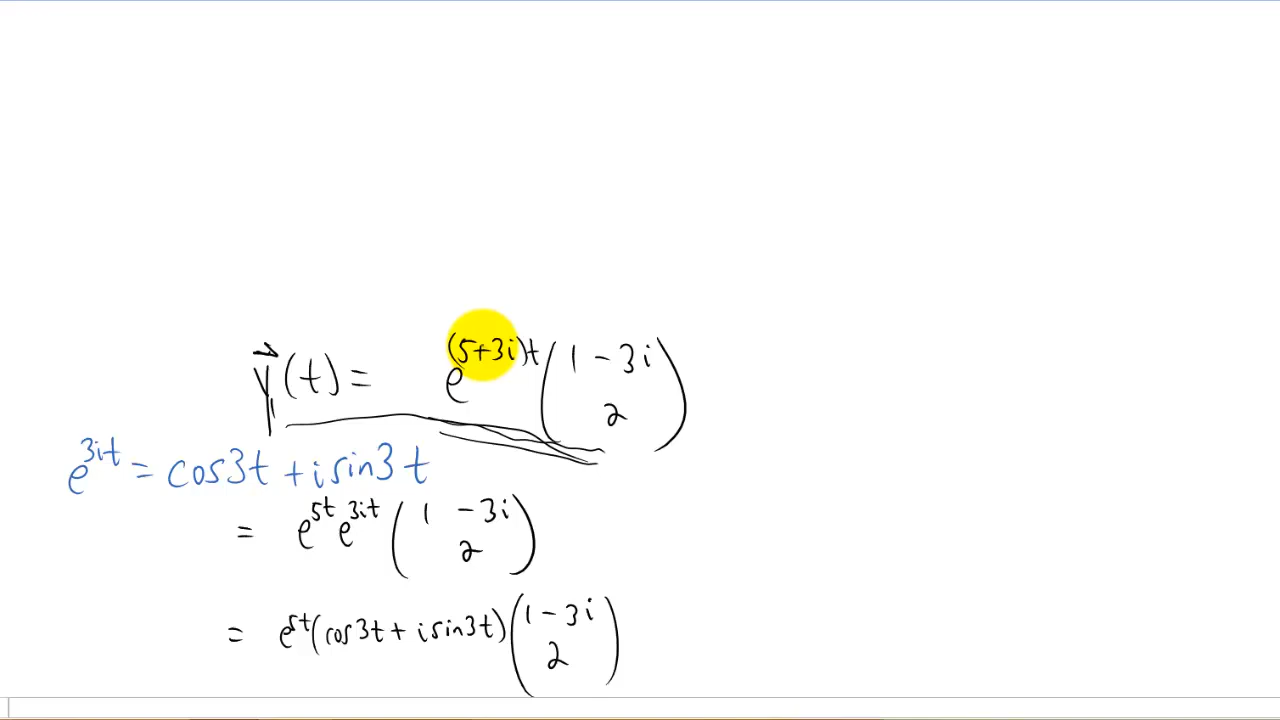 y⃗₁(t) = e^{(5+3i)t} (1 - 3i
2)
e^{3it} = cos3t + i sin3t
= e^{5t} e^{3it} (1 - 3i
2)
= e^{5t}(cos3t + i sin3t) (1 - 3i
2)